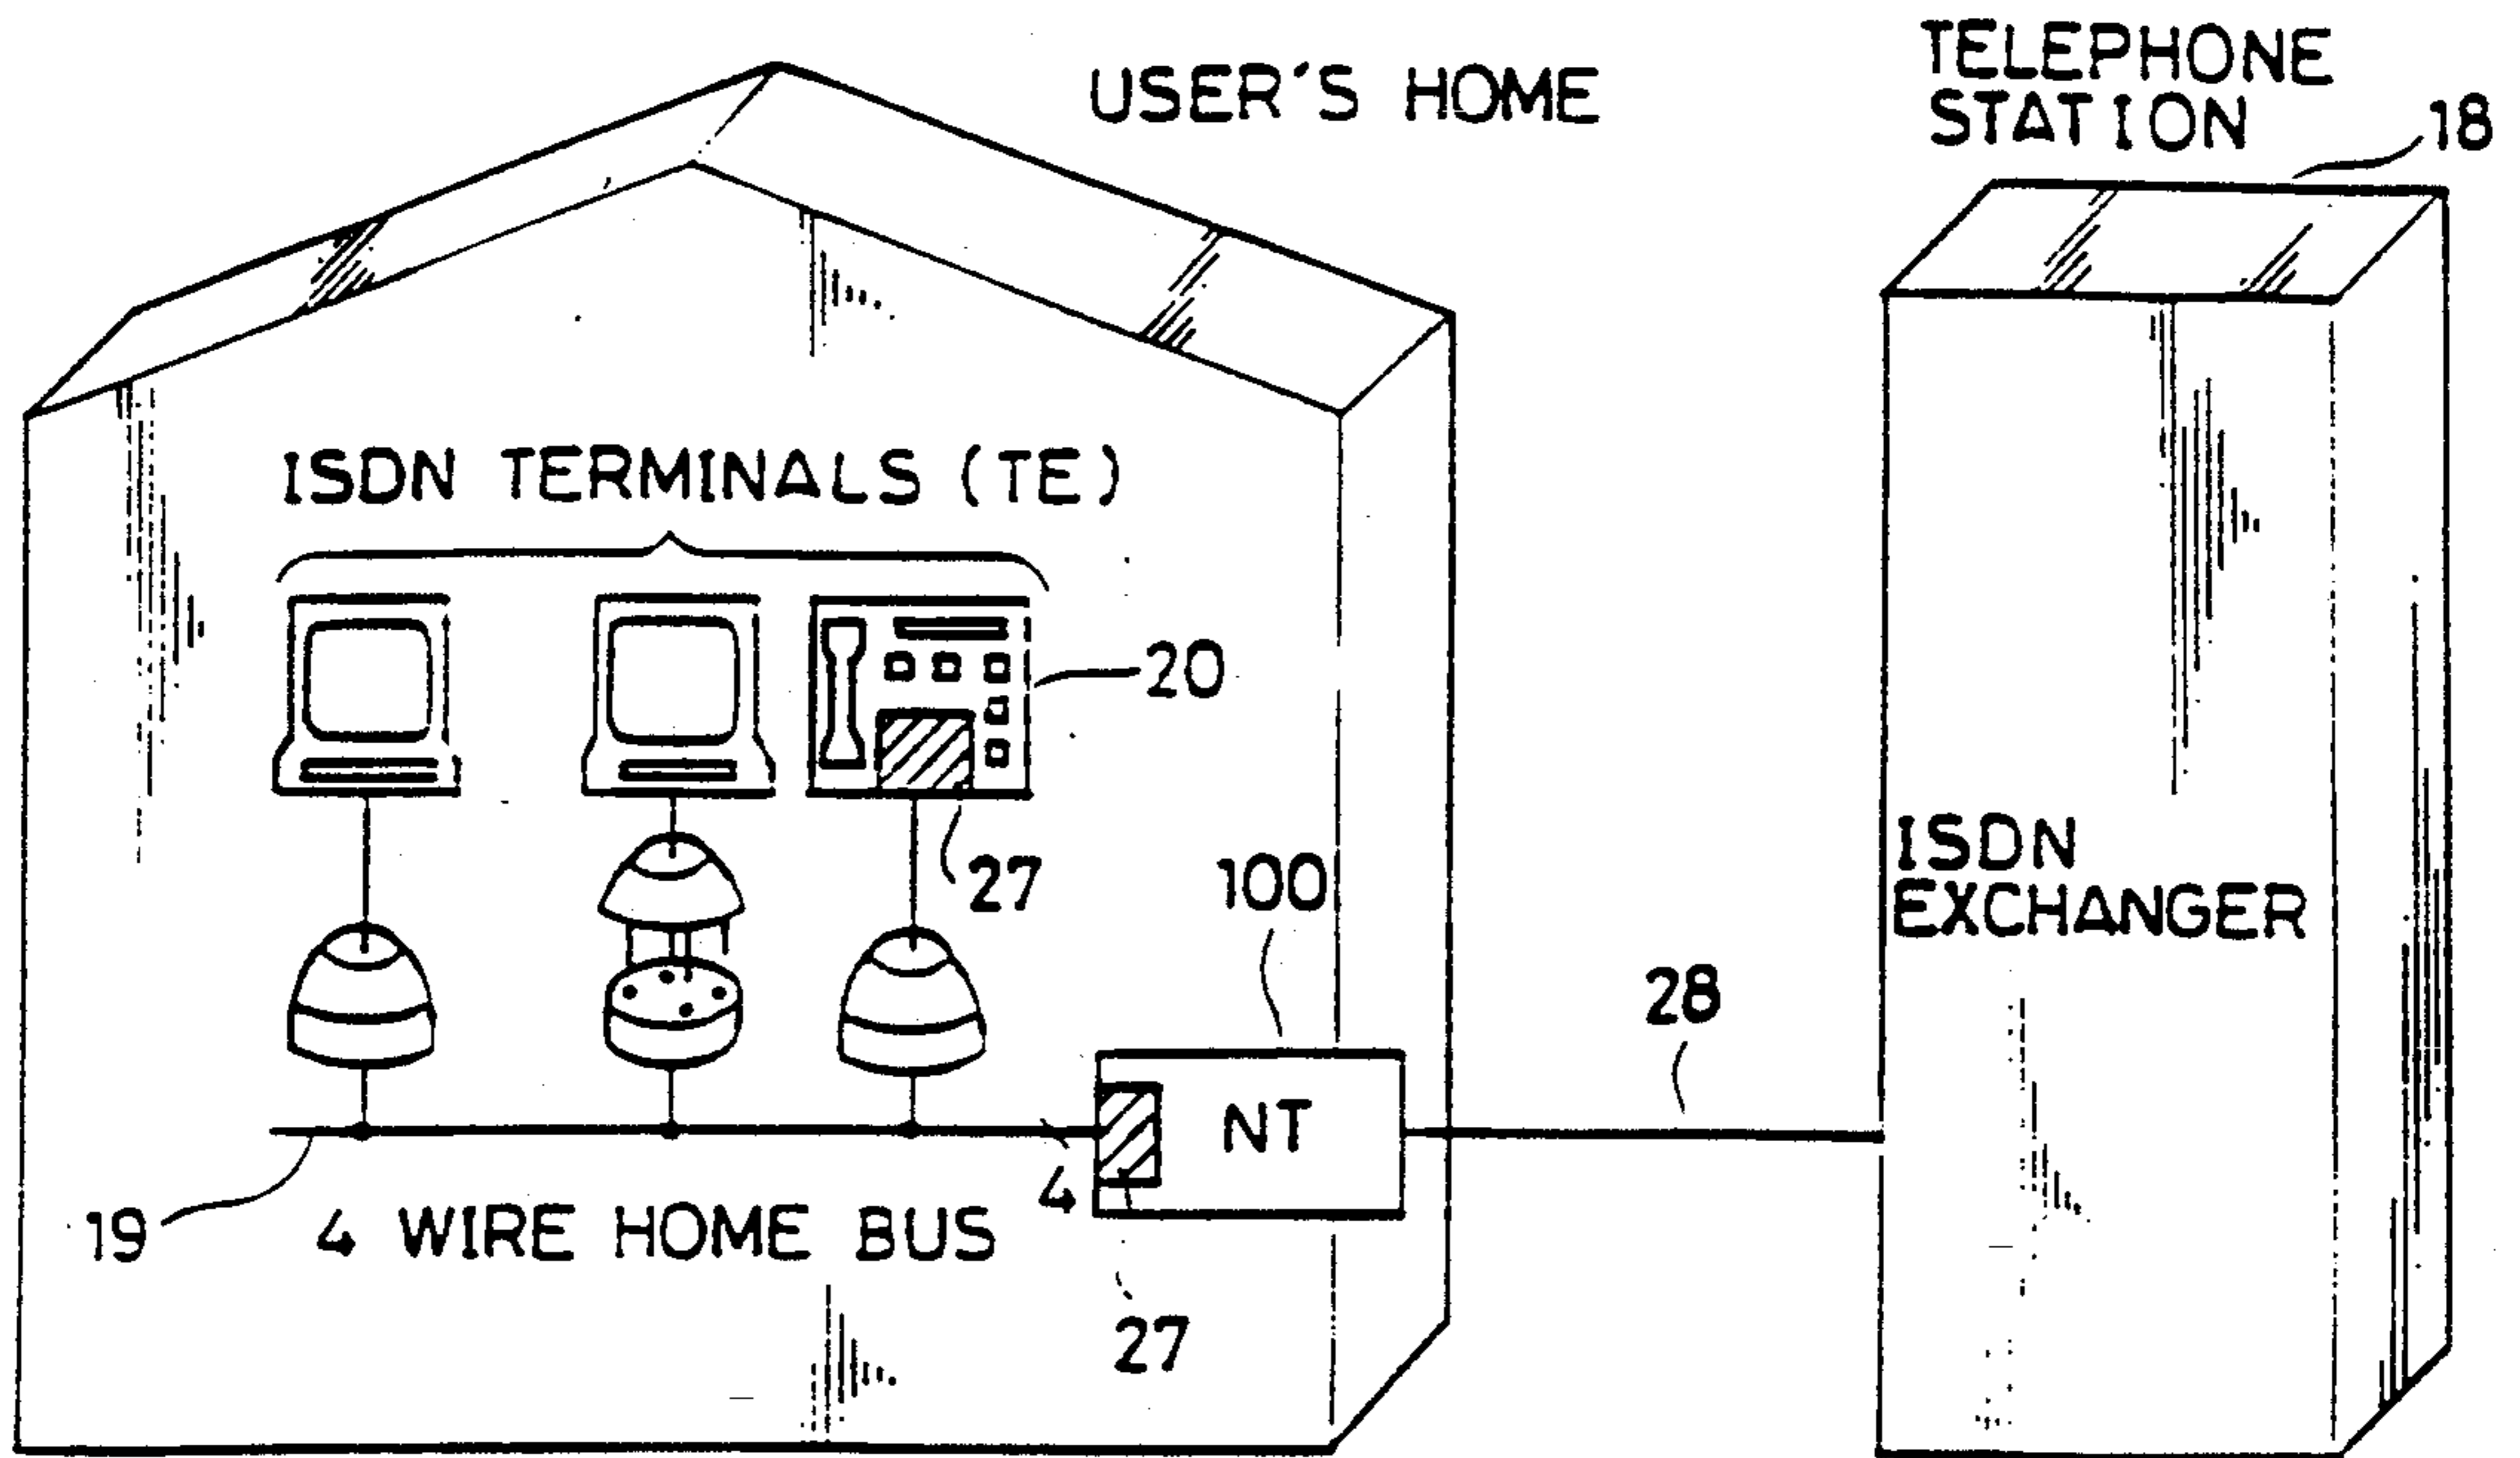 TELEPHONE
STATION
18
USER'S HOME
ISDN TERMINALS (TE)
20
27
100
ISDN
EXCHANGER
28
NT
4
19
4 WIRE HOME BUS
27